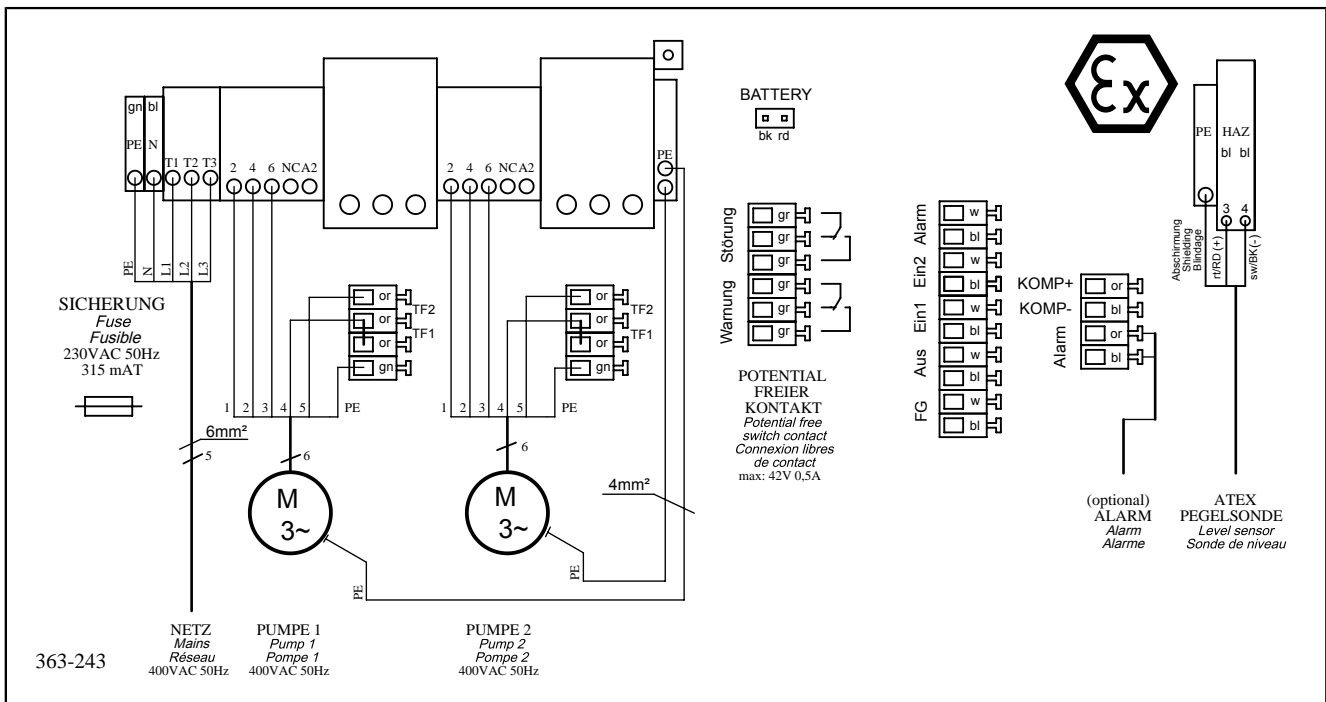 gn bl
PE N
T1 T2 T3
2 4 6 NC A2
2 4 6 NC A2
PE
PE N L1 L2 L3
SICHERUNG
Fuse
Fusible
230VAC 50Hz
315 mAT
6mm²
5
or
or TF2
or TF1
gn
1 2 3 4 5 PE
6
M
3~
PE
or
or TF2
or TF1
gn
1 2 3 4 5 PE
6
M
3~
PE
4mm²
NETZ
Mains
Réseau
400VAC 50Hz
PUMPE 1
Pump 1
Pompe 1
400VAC 50Hz
PUMPE 2
Pump 2
Pompe 2
400VAC 50Hz
363-243
BATTERY
bk rd
Störung
gr
gr
gr
Warnung
gr
gr
gr
POTENTIAL
FREIER
KONTAKT
Potential free
switch contact
Connexion libres
de contact
max: 42V 0,5A
Alarm
w
bl
Ein2
w
bl
Ein1
w
bl
Aus
w
bl
FG
w
bl
KOMP+ or
KOMP- bl
Alarm
or
bl
(optional)
ALARM
Alarm
Alarme
Ex
PE HAZ
bl bl
3 4
Abschirmung
Shielding
Blindage
rt/RD (+)
sw/BK (-)
ATEX
PEGELSONDE
Level sensor
Sonde de niveau